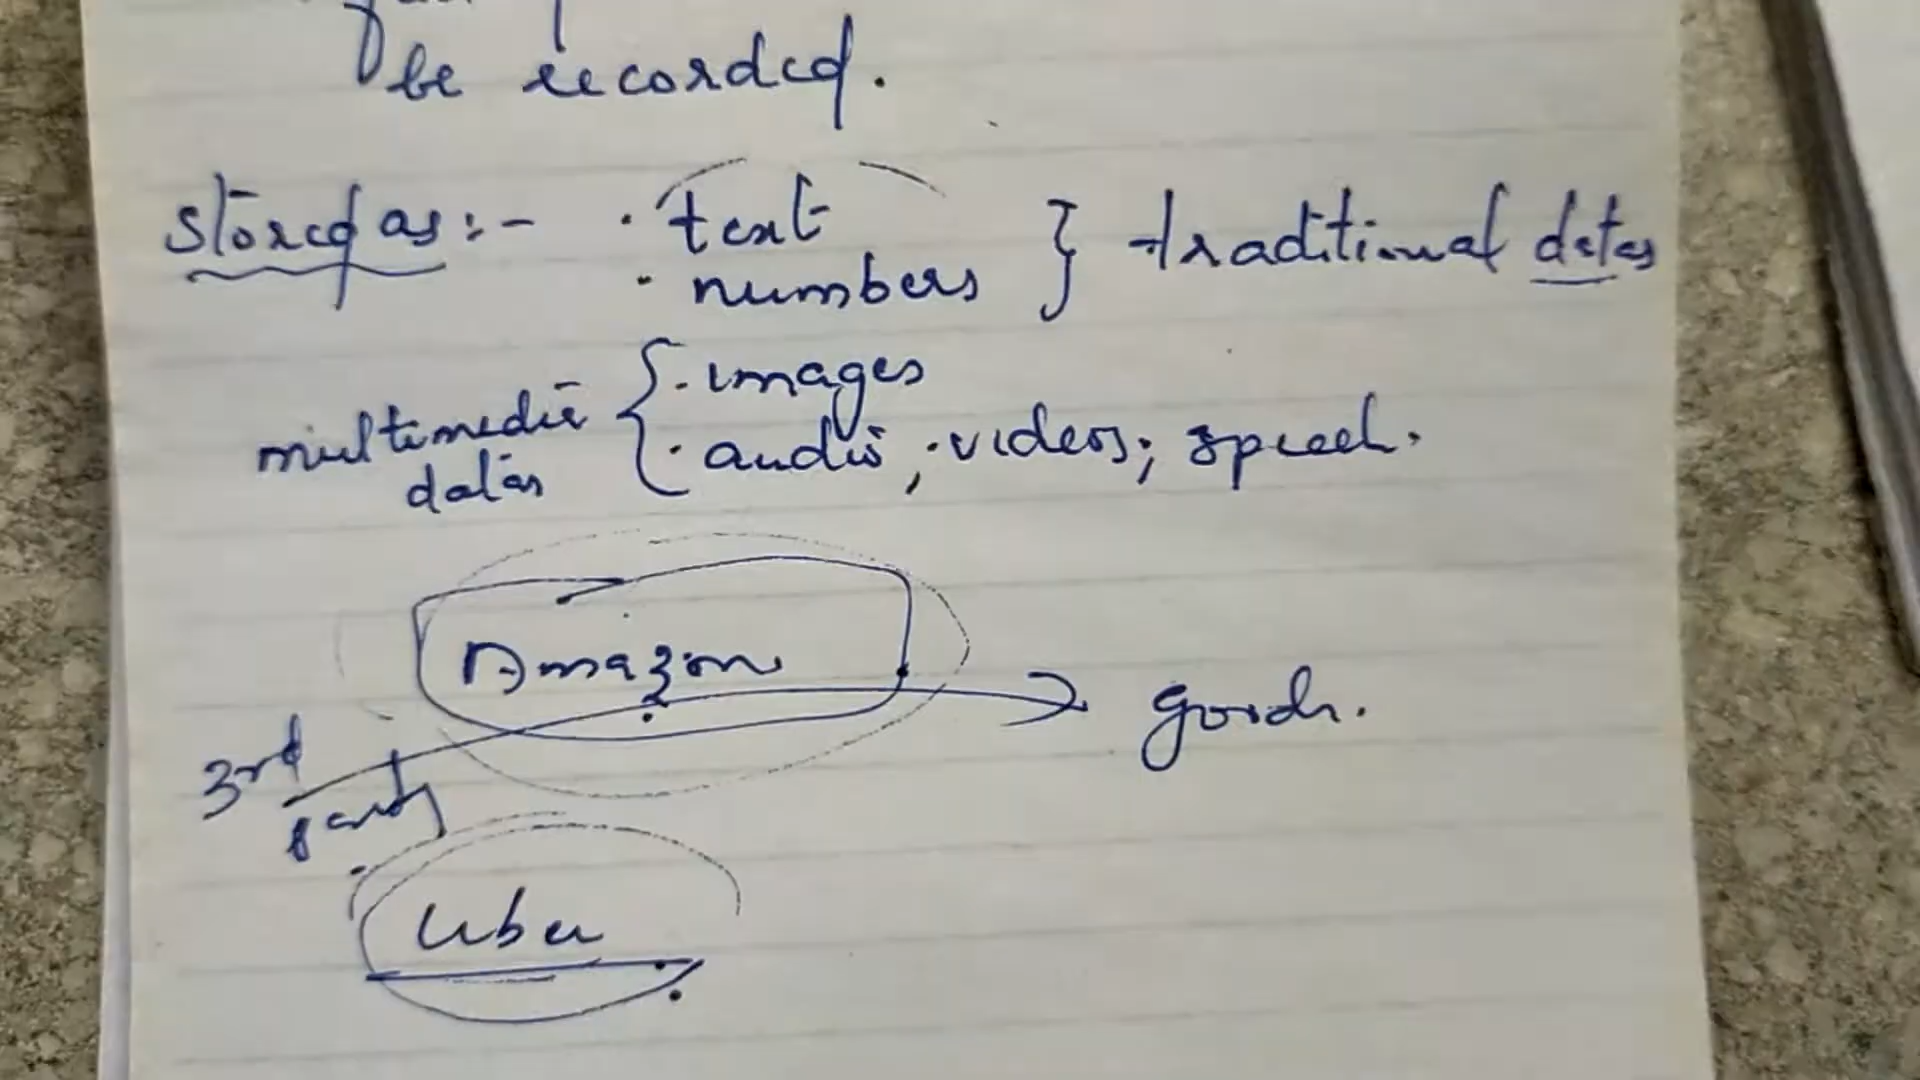 be recorded.
Stored as :- · text
· numbers } traditional datas
multimedia datas { · images
· audio, · videos; speech.
Amazon
3rd party → goods.
Uber